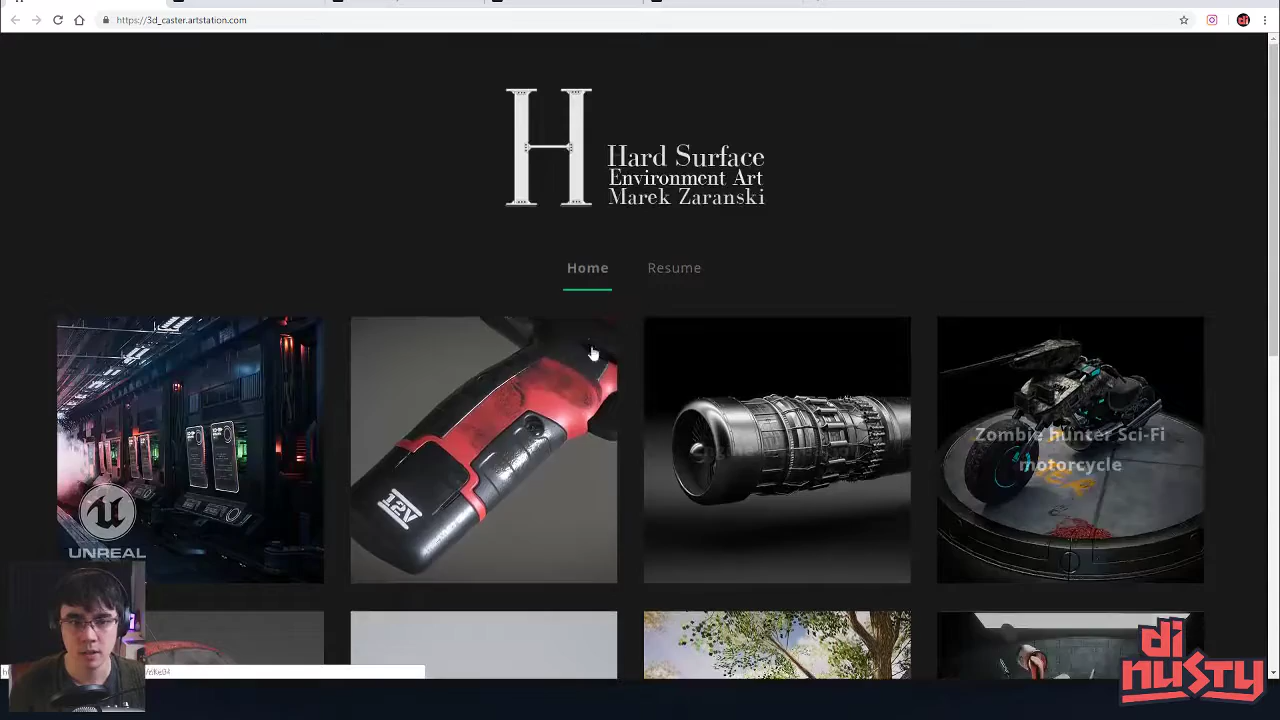 https://3d_caster.artstation.com
H
Hard Surface
Environment Art
Marek Zaranski
Home
Resume
Zombie hunter Sci-Fi
motorcycle
12V
UNREAL
di
nusty